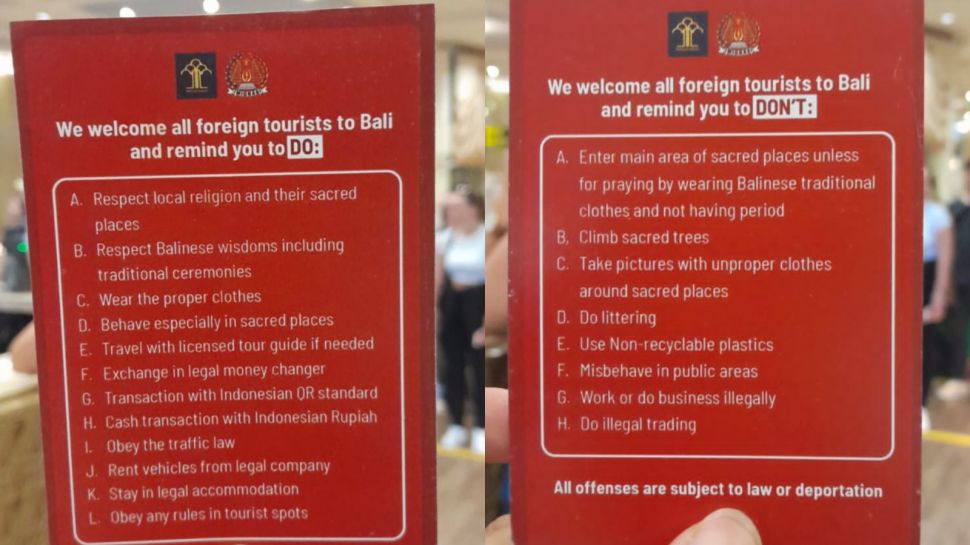 We welcome all foreign tourists to Bali
and remind you to DO:
A. Respect local religion and their sacred
places
B. Respect Balinese wisdoms including
traditional ceremonies
C. Wear the proper clothes
D. Behave especially in sacred places
E. Travel with licensed tour guide if needed
F. Exchange in legal money changer
G. Transaction with Indonesian QR standard
H. Cash transaction with Indonesian Rupiah
I. Obey the traffic law
J. Rent vehicles from legal company
K. Stay in legal accommodation
L. Obey any rules in tourist spots
We welcome all foreign tourists to Bali
and remind you to DON'T:
A. Enter main area of sacred places unless
for praying by wearing Balinese traditional
clothes and not having period
B, Climb sacred trees
C. Take pictures with unproper clothes
around sacred places
D. Do littering
E. Use Non-recyclable plastics
F. Misbehave in public areas
G. Work or do business illegally
H. Do illegal trading
All offenses are subject to law or deportation